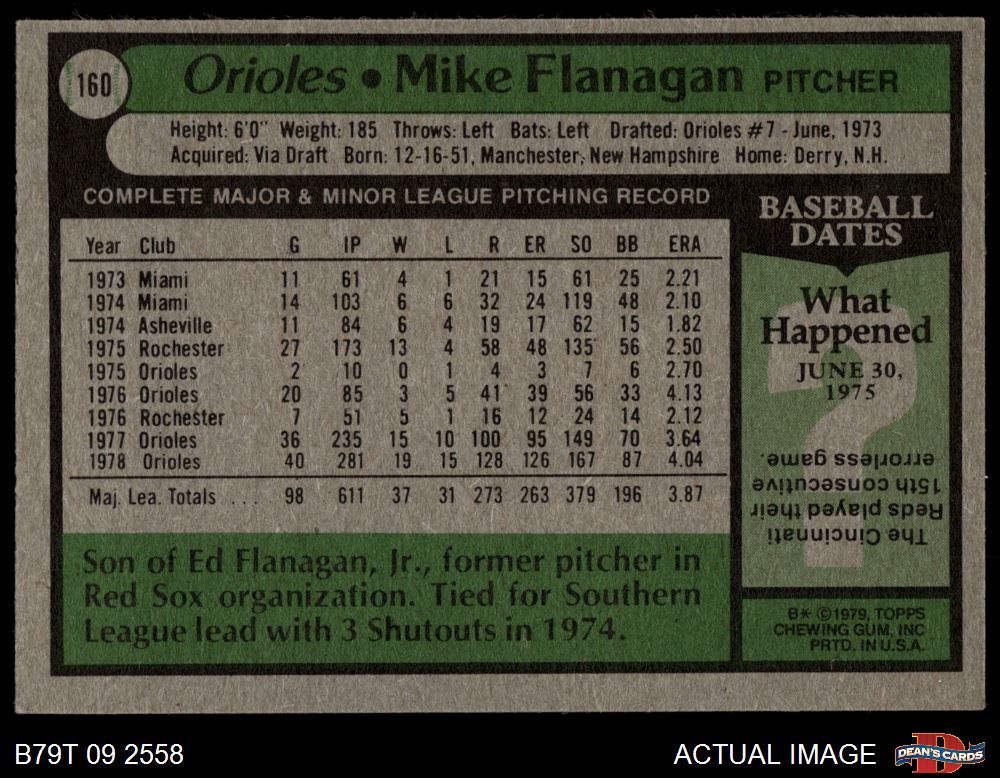 160
Orioles • Mike Flanagan PITCHER
Height: 6'0" Weight: 185 Throws: Left Bats: Left Drafted: Orioles #7 - June, 1973
Acquired: Via Draft Born: 12-16-51, Manchester, New Hampshire Home: Derry, N.H.
COMPLETE MAJOR & MINOR LEAGUE PITCHING RECORD
Year Club G IP W L R ER SO BB ERA
1973 Miami 11 61 4 1 21 15 61 25 2.21
1974 Miami 14 103 6 6 32 24 119 48 2.10
1974 Asheville 11 84 6 4 19 17 62 15 1.82
1975 Rochester 27 173 13 4 58 48 135 56 2.50
1975 Orioles 2 10 0 1 4 3 7 6 2.70
1976 Orioles 20 85 3 5 41 39 56 33 4.13
1976 Rochester 7 51 5 1 16 12 24 14 2.12
1977 Orioles 36 235 15 10 100 95 149 70 3.64
1978 Orioles 40 281 19 15 128 126 167 87 4.04
Maj. Lea. Totals . . . 98 611 37 31 273 263 379 196 3.87
Son of Ed Flanagan, Jr., former pitcher in
Red Sox organization. Tied for Southern
League lead with 3 Shutouts in 1974.
BASEBALL
DATES
What
Happened
JUNE 30,
1975
?
The Cincinnati
Reds played their
15th consecutive
errorless game.
B* ©1979, TOPPS
CHEWING GUM, INC
PRTD. IN U.S.A.
B79T 09 2558
ACTUAL IMAGE
DEAN'S CARDS